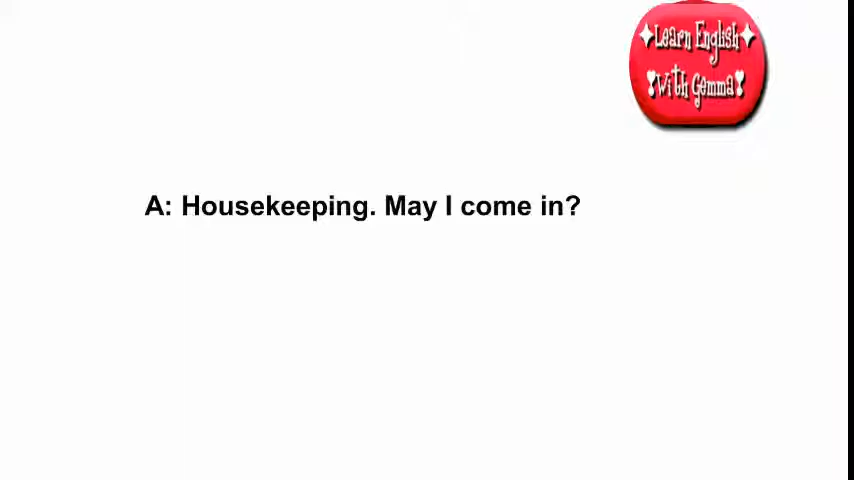 ✦Learn English✦
❣With Gemma❣
A: Housekeeping. May I come in?